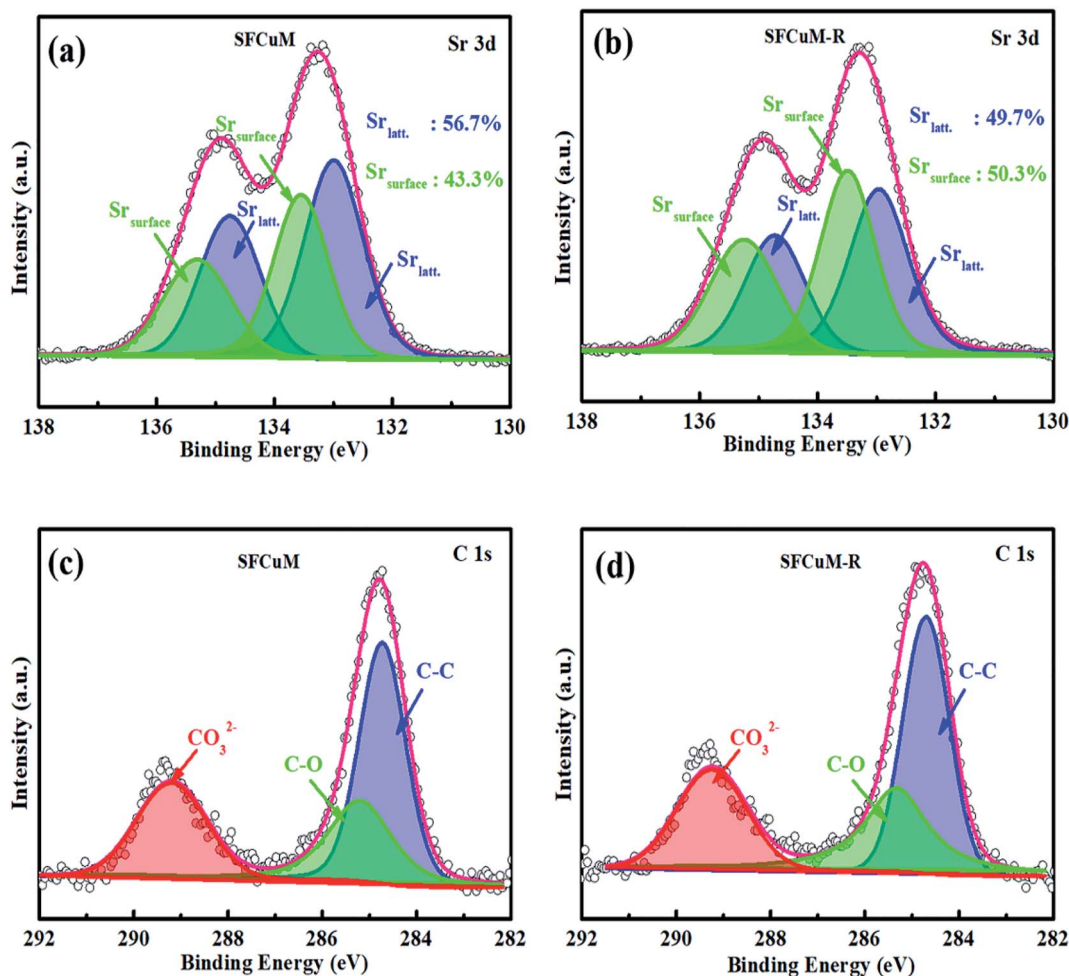 (a)
SFCuM
Sr 3d
Sr surface
Sr latt. : 56.7%
Sr surface : 43.3%
Sr surface
Sr latt.
Sr latt.
Intensity (a.u.)
138 136 134 132 130
Binding Energy (eV)
(b)
SFCuM-R
Sr 3d
Sr surface
Sr latt. : 49.7%
Sr surface : 50.3%
Sr surface
Sr latt.
Sr latt.
Intensity (a.u.)
138 136 134 132 130
Binding Energy (eV)
(c)
SFCuM
C 1s
C-C
CO3 2-
C-O
Intensity (a.u.)
292 290 288 286 284 282
Binding Energy (eV)
(d)
SFCuM-R
C 1s
C-C
CO3 2-
C-O
Intensity (a.u.)
292 290 288 286 284 282
Binding Energy (eV)